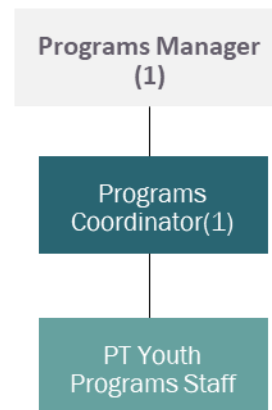 Programs Manager
(1)
Programs
Coordinator(1)
PT Youth
Programs Staff